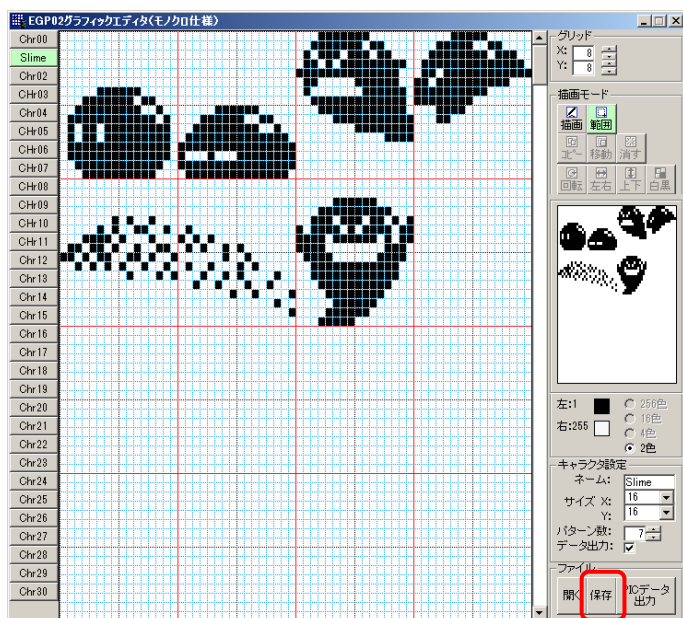 EGP02グラフィックエディタ(モノクロ仕様)
Chr00
Slime
Chr02
CHr03
Chr04
CHr05
CHr06
CHr07
CHr08
CHr09
CHr10
CHr11
Chr12
Chr13
Chr14
Chr15
Chr16
Chr17
Chr18
Chr19
Chr20
Chr21
Chr22
Chr23
Chr24
Chr25
Chr26
Chr27
Chr28
Chr29
Chr30
グリッド
X: 8
Y: 8
描画モード
描画 範囲
コピー 移動 消す
回転 左右 上下 白黒
左:1
右:255
256色
16色
4色
2色
キャラクタ設定
ネーム: Slime
サイズ X: 16
Y: 16
パターン数: 7
データ出力:
ファイル
開く 保存 PICデータ
出力